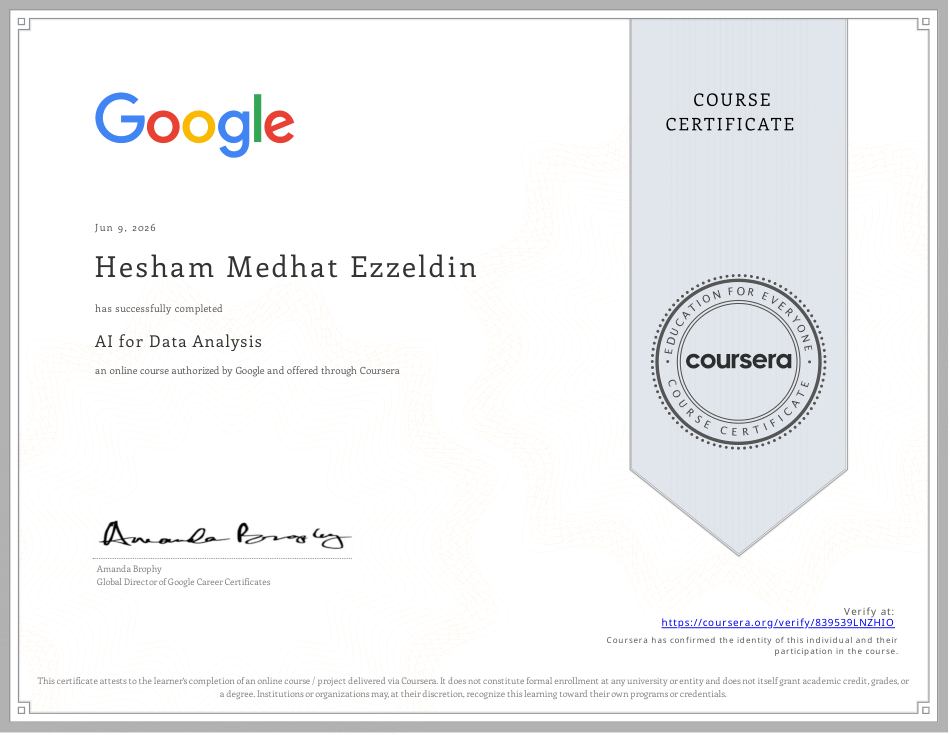 Google
COURSE
CERTIFICATE
Jun 9, 2026
Hesham Medhat Ezzeldin
has successfully completed
AI for Data Analysis
an online course authorized by Google and offered through Coursera
EDUCATION FOR EVERYONE
coursera
COURSE CERTIFICATE
Amanda Brophy
Amanda Brophy
Global Director of Google Career Certificates
Verify at:
https://coursera.org/verify/839539LNZHIO
Coursera has confirmed the identity of this individual and their
participation in the course.
This certificate attests to the learner's completion of an online course / project delivered via Coursera. It does not constitute formal enrollment at any university or entity and does not itself grant academic credit, grades, or
a degree. Institutions or organizations may, at their discretion, recognize this learning toward their own programs or credentials.